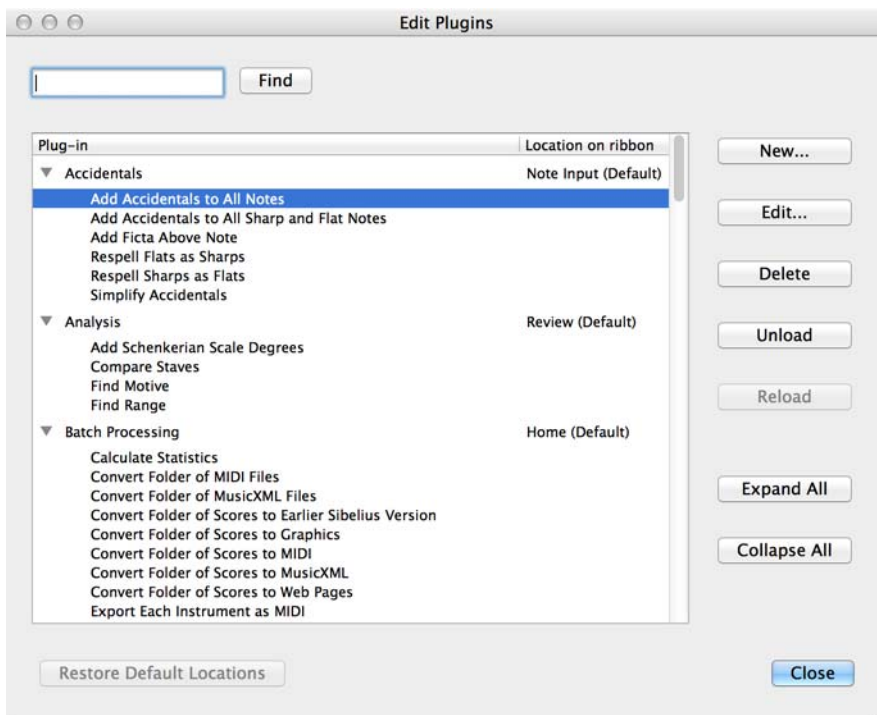 Edit Plugins
Find
Plug-in Location on ribbon
Accidentals Note Input (Default)
Add Accidentals to All Notes
Add Accidentals to All Sharp and Flat Notes
Add Ficta Above Note
Respell Flats as Sharps
Respell Sharps as Flats
Simplify Accidentals
Analysis Review (Default)
Add Schenkerian Scale Degrees
Compare Staves
Find Motive
Find Range
Batch Processing Home (Default)
Calculate Statistics
Convert Folder of MIDI Files
Convert Folder of MusicXML Files
Convert Folder of Scores to Earlier Sibelius Version
Convert Folder of Scores to Graphics
Convert Folder of Scores to MIDI
Convert Folder of Scores to MusicXML
Convert Folder of Scores to Web Pages
Export Each Instrument as MIDI
New...
Edit...
Delete
Unload
Reload
Expand All
Collapse All
Restore Default Locations
Close